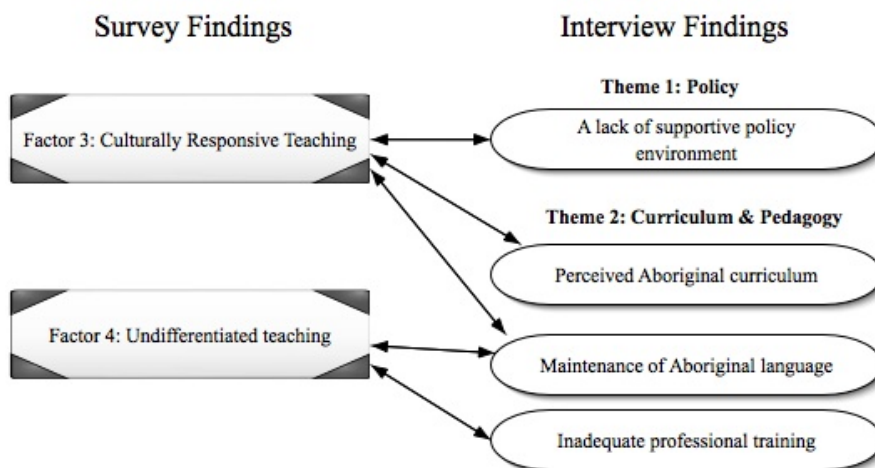 Survey Findings
Interview Findings
Theme 1: Policy
Factor 3: Culturally Responsive Teaching
A lack of supportive policy
environment
Theme 2: Curriculum & Pedagogy
Perceived Aboriginal curriculum
Factor 4: Undifferentiated teaching
Maintenance of Aboriginal language
Inadequate professional training